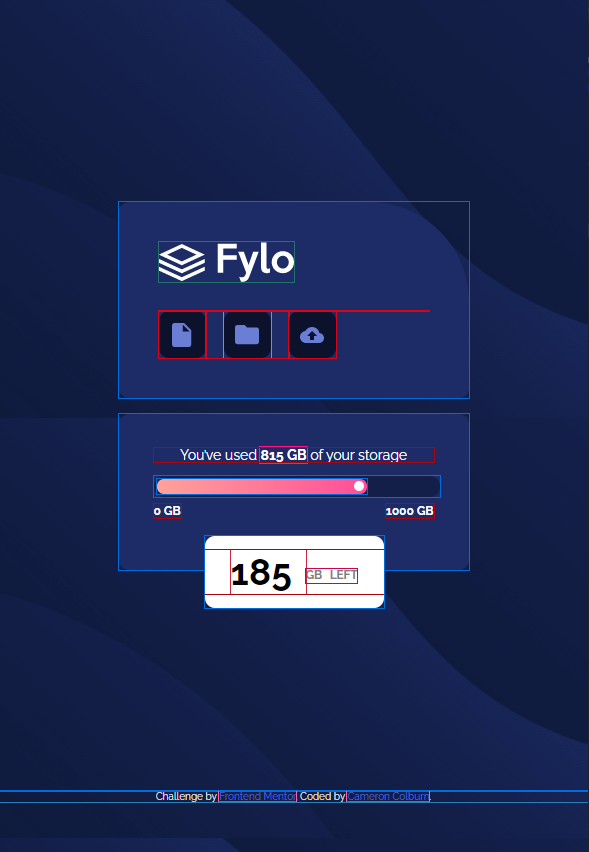 Fylo
You've used 815 GB of your storage
0 GB
1000 GB
185 GB LEFT
Challenge by Frontend Mentor. Coded by Cameron Colburn.